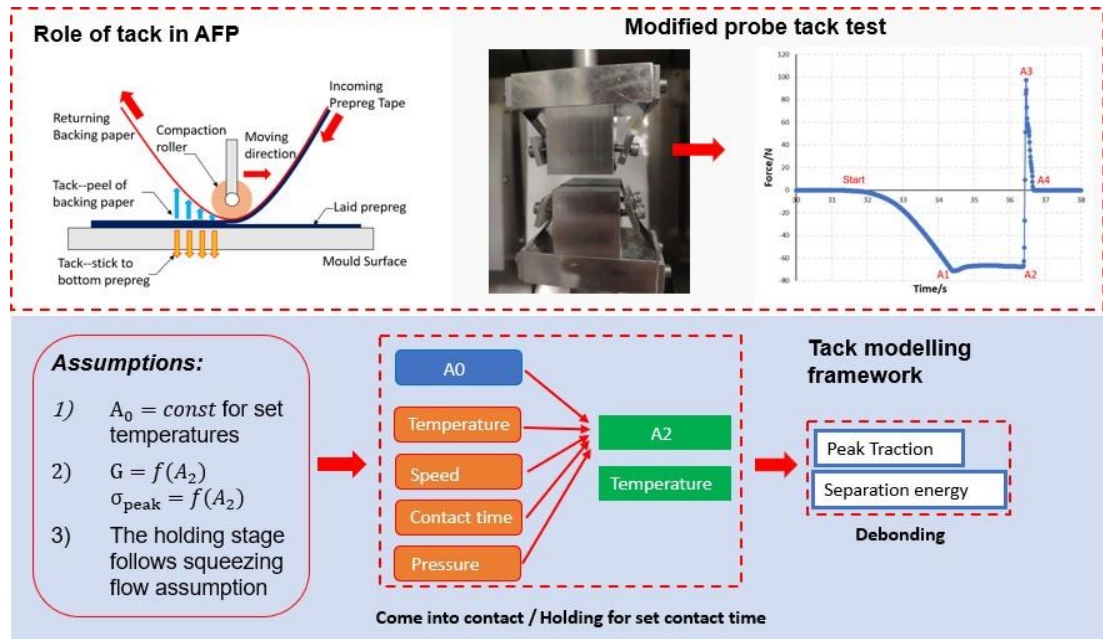 Role of tack in AFP
Returning
Backing paper
Compaction
roller
Moving
direction
Incoming
Prepreg Tape
Tack--peel of
backing paper
Laid prepreg
Tack--stick to
bottom prepreg
Mould Surface
Modified probe tack test
Force/N
120
100
80
60
40
20
0
-20
-40
-60
-80
30
31
32
33
34
35
36
37
38
Time/s
Start
A1
A2
A3
A4
Assumptions:
1) A₀ = const for set
temperatures
2) G = f(A₂)
σpeak = f(A₂)
3) The holding stage
follows squeezing
flow assumption
A0
Temperature
Speed
Contact time
Pressure
A2
Temperature
Come into contact / Holding for set contact time
Tack modelling
framework
Peak Traction
Separation energy
Debonding